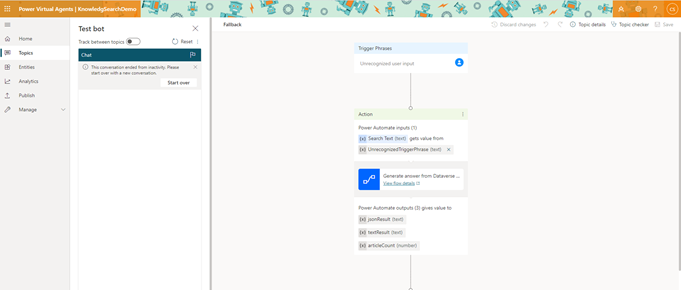 Power Virtual Agents | KnowledgSearchDemo
CS
Home
Topics
Entities
Analytics
Publish
Manage
Test bot
Track between topics
Reset
Chat
This conversation ended from inactivity. Please
start over with a new conversation.
Start over
Fallback
Discard changes
Topic details
Topic checker
Save
Trigger Phrases
Unrecognized user input
Action
Power Automate inputs (1)
{x} Search Text (text) gets value from
{x} UnrecognizedTriggerPhrase (text)
Generate answer from Dataverse ...
View flow details
Power Automate outputs (3) gives value to
{x} jsonResult (text)
{x} textResult (text)
{x} articleCount (number)